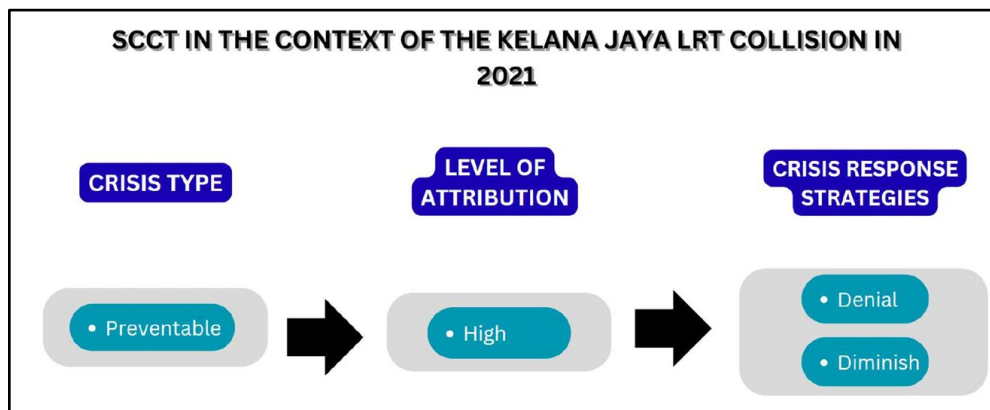 SCCT IN THE CONTEXT OF THE KELANA JAYA LRT COLLISION IN
2021
CRISIS TYPE
LEVEL OF
ATTRIBUTION
CRISIS RESPONSE
STRATEGIES
• Preventable
• High
• Denial
• Diminish